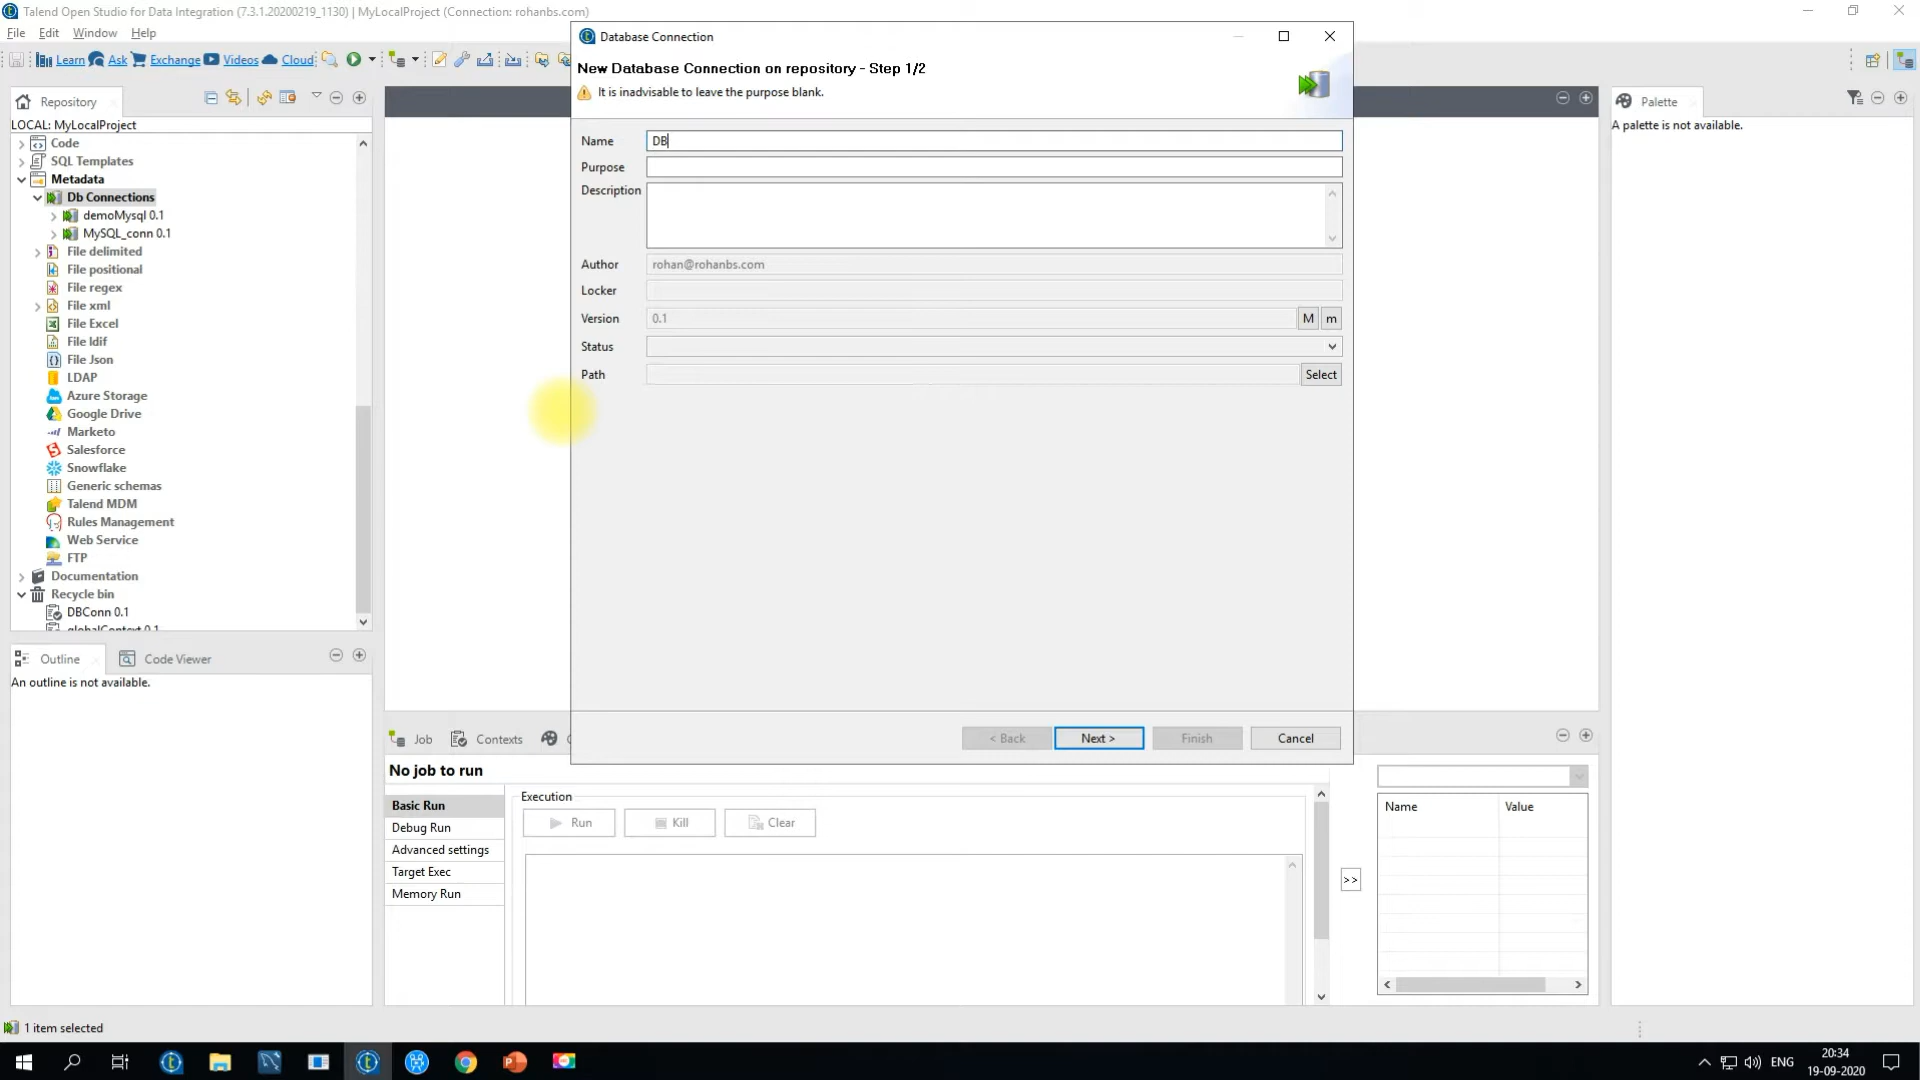 Talend Open Studio for Data Integration (7.3.1.20200219_1130) | MyLocalProject (Connection: rohanbs.com)
File Edit Window Help
Learn Ask Exchange Videos Cloud
Repository
LOCAL: MyLocalProject
Code
SQL Templates
Metadata
Db Connections
demoMysql 0.1
MySQL_conn 0.1
File delimited
File positional
File regex
File xml
File Excel
File ldif
File Json
LDAP
Azure Storage
Google Drive
Marketo
Salesforce
Snowflake
Generic schemas
Talend MDM
Rules Management
Web Service
FTP
Documentation
Recycle bin
DBConn 0.1
globalContext 0.1
Outline
Code Viewer
An outline is not available.
Database Connection
New Database Connection on repository - Step 1/2
It is inadvisable to leave the purpose blank.
Name DB
Purpose
Description
Author rohan@rohanbs.com
Locker
Version 0.1 M m
Status
Path Select
< Back Next > Finish Cancel
Palette
A palette is not available.
Job Contexts
No job to run
Basic Run
Debug Run
Advanced settings
Target Exec
Memory Run
Execution
Run Kill Clear
>>
Name Value
1 item selected
ENG
20:34
19-09-2020